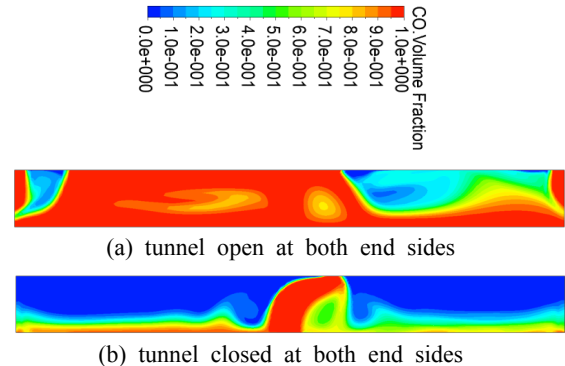 CO.Volume Fraction
1.0e+000
9.0e-001
8.0e-001
7.0e-001
6.0e-001
5.0e-001
4.0e-001
3.0e-001
2.0e-001
1.0e-001
0.0e+000
(a) tunnel open at both end sides
(b) tunnel closed at both end sides